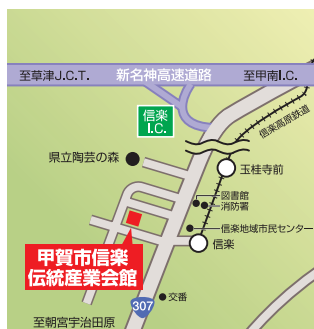 至草津J.C.T.
新名神高速道路
至甲南I.C.
信楽
I.C.
信楽高原鉄道
県立陶芸の森
玉桂寺前
図書館
消防署
信楽地域市民センター
信楽
甲賀市信楽
伝統産業会館
交番
307
至朝宮宇治田原